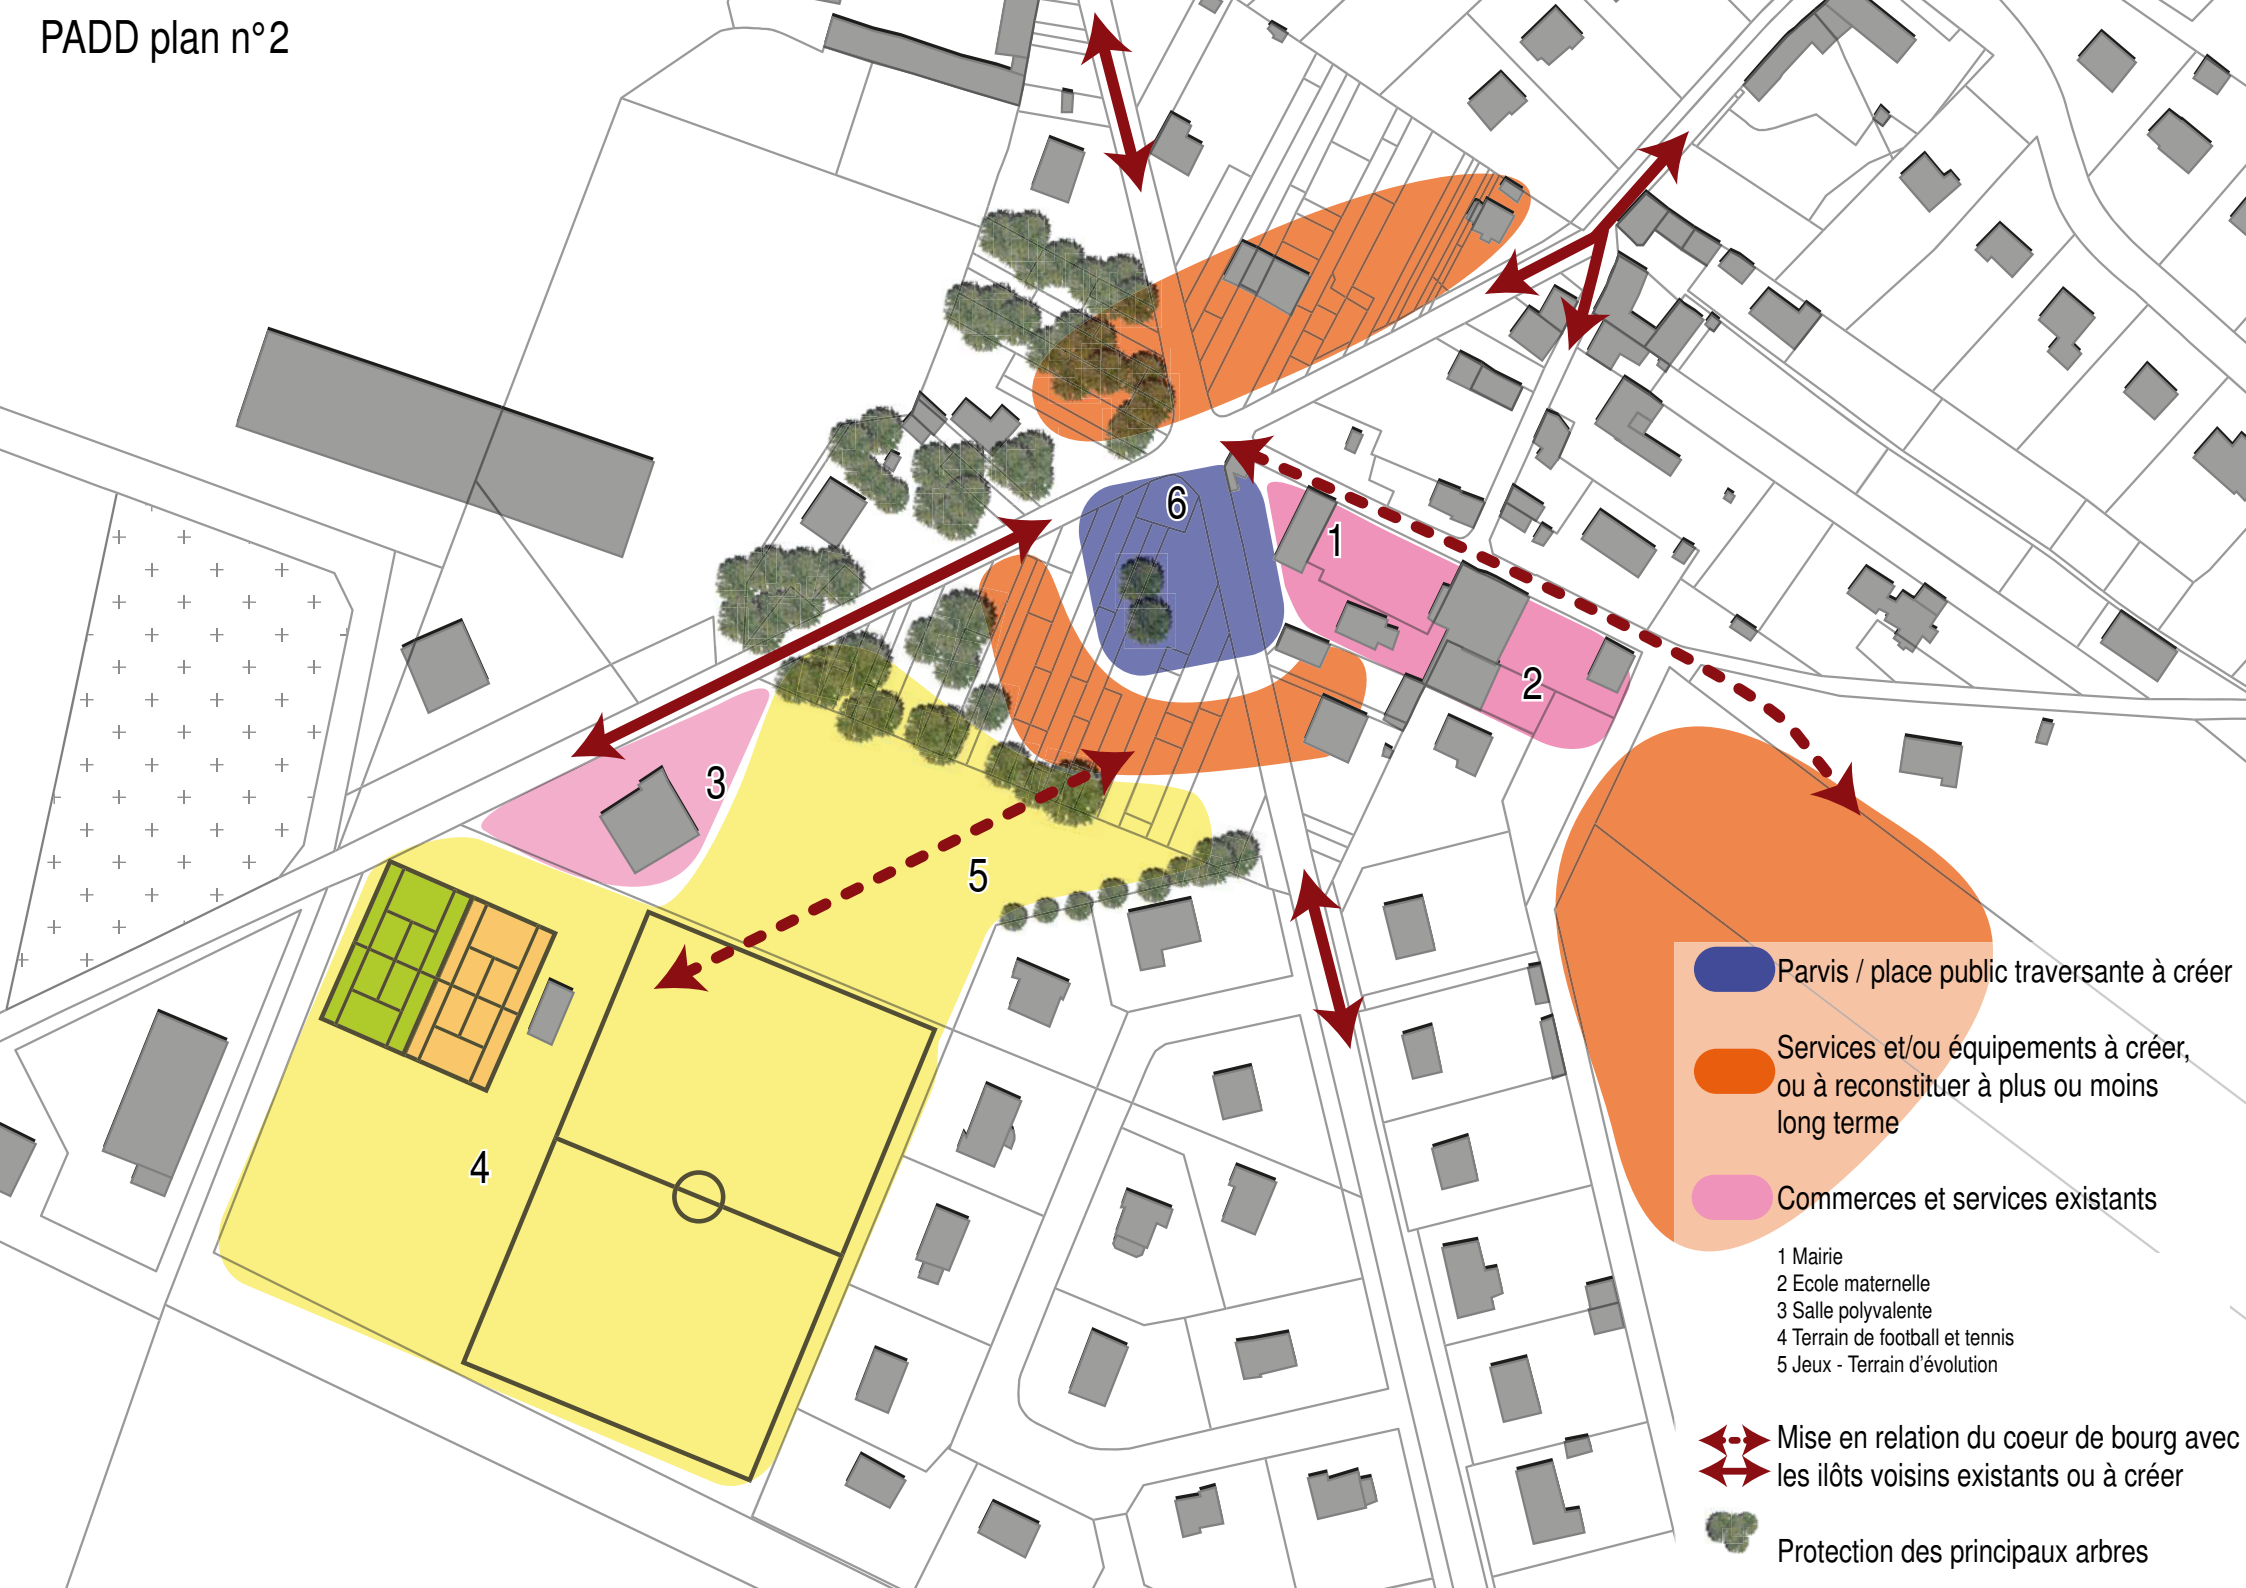 PADD plan n°2
6
1
2
3
5
4
Parvis / place public traversante à créer
Services et/ou équipements à créer,
ou à reconstituer à plus ou moins
long terme
Commerces et services existants
1 Mairie
2 Ecole maternelle
3 Salle polyvalente
4 Terrain de football et tennis
5 Jeux - Terrain d'évolution
Mise en relation du coeur de bourg avec
les ilôts voisins existants ou à créer
Protection des principaux arbres